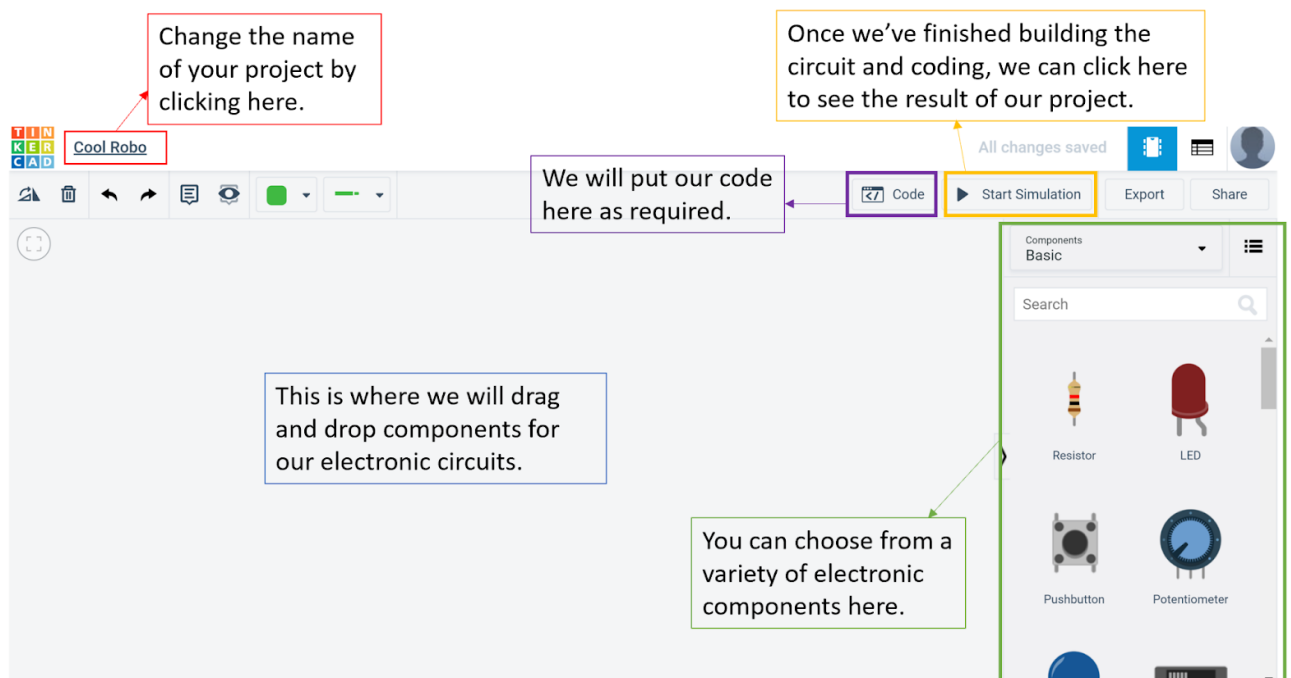 Change the name
of your project by
clicking here.
Once we’ve finished building the
circuit and coding, we can click here
to see the result of our project.
TIN
KER
CAD
Cool Robo
All changes saved
We will put our code
here as required.
Code
Start Simulation
Export
Share
Components
Basic
Search
This is where we will drag
and drop components for
our electronic circuits.
Resistor
LED
You can choose from a
variety of electronic
components here.
Pushbutton
Potentiometer